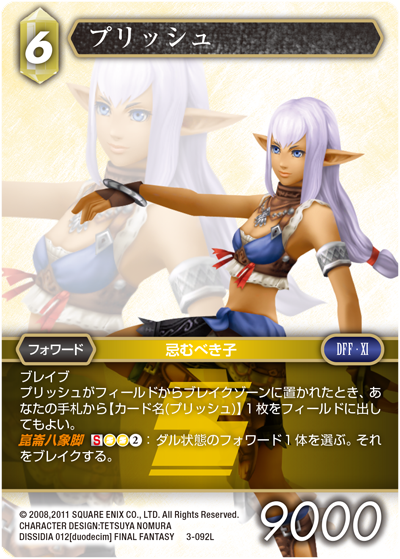 6
プリッシュ
フォワード
忌むべき子
DFF・XI
ブレイブ
プリッシュがフィールドからブレイクゾーンに置かれたとき、あ
なたの手札から【カード名(プリッシュ)】1枚をフィールドに出し
てもよい。
崑崙八象脚 S 2 : ダル状態のフォワード1体を選ぶ。それ
をブレイクする。
© 2008,2011 SQUARE ENIX CO., LTD. All Rights Reserved.
CHARACTER DESIGN:TETSUYA NOMURA
DISSIDIA 012[duodecim] FINAL FANTASY 3-092L
9000